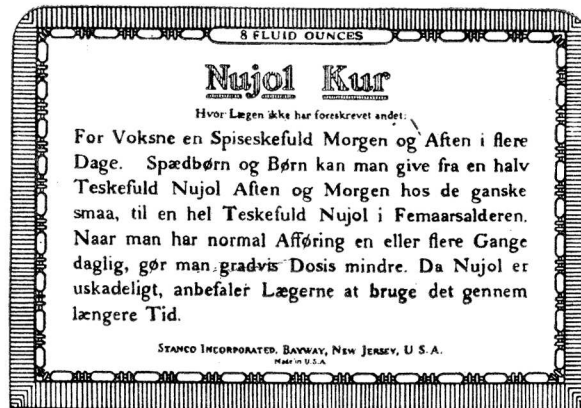 8 FLUID OUNCES
Nujol Kur
Hvor Lægen ikke har foreskrevet andet:
For Voksne en Spiseskefuld Morgen og Aften i flere
Dage. Spædbørn og Børn kan man give fra en halv
Teskefuld Nujol Aften og Morgen hos de ganske
smaa, til en hel Teskefuld Nujol i Femaarsalderen.
Naar man har normal Afføring en eller flere Gange
daglig, gør man gradvis Dosis mindre. Da Nujol er
uskadeligt, anbefaler Lægerne at bruge det gennem
længere Tid.
STANCO INCORPORATED, BAYWAY, NEW JERSEY, U S A.
Made in U.S.A.